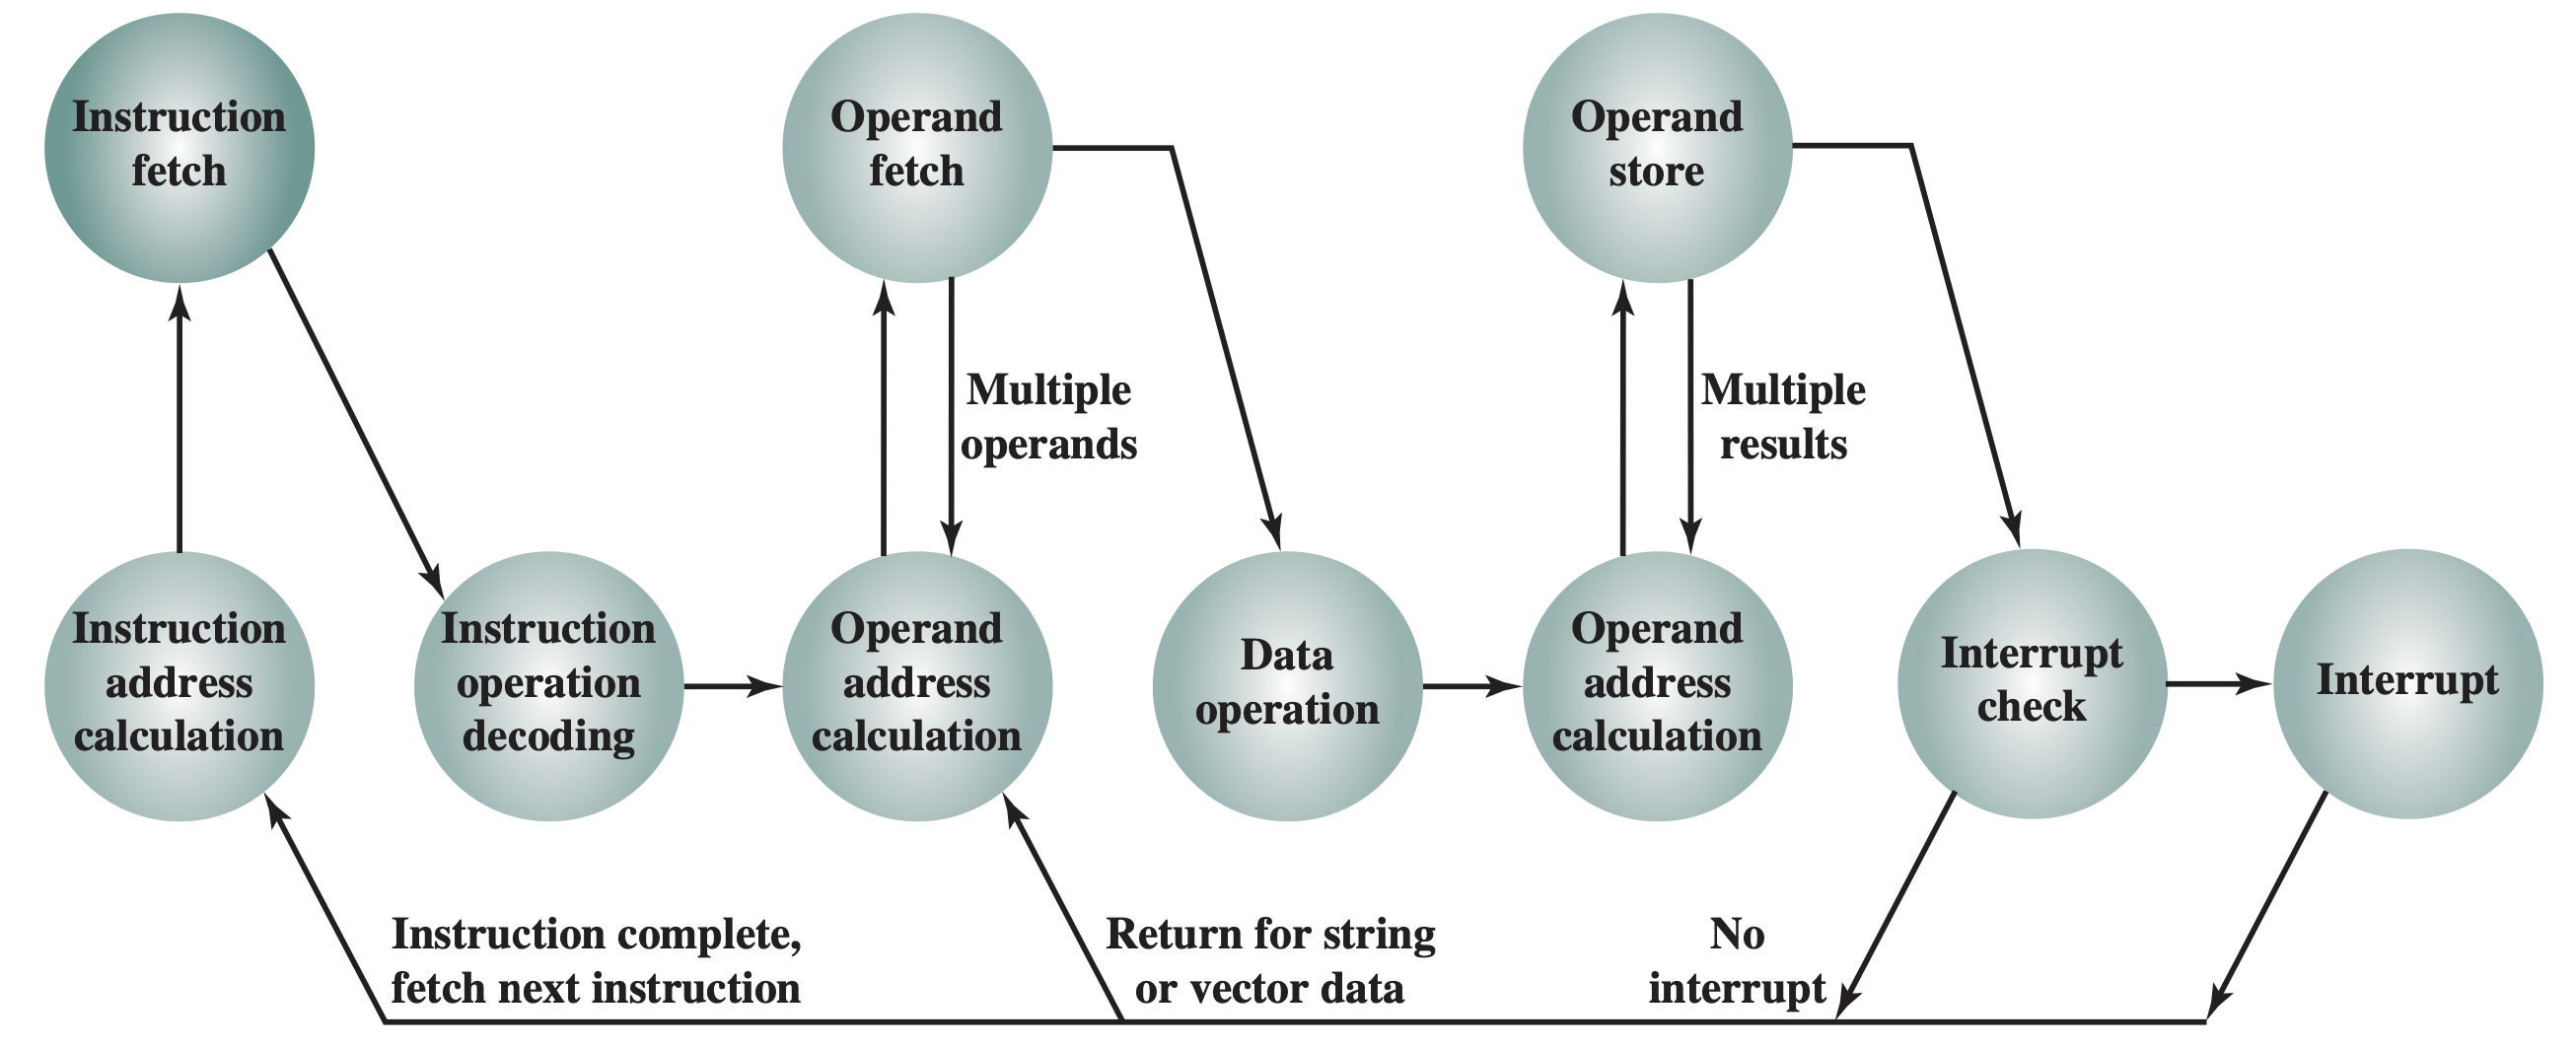 Instruction
fetch
Operand
fetch
Operand
store
Multiple
operands
Multiple
results
Instruction
address
calculation
Instruction
operation
decoding
Operand
address
calculation
Data
operation
Operand
address
calculation
Interrupt
check
Interrupt
Instruction complete,
fetch next instruction
Return for string
or vector data
No
interrupt